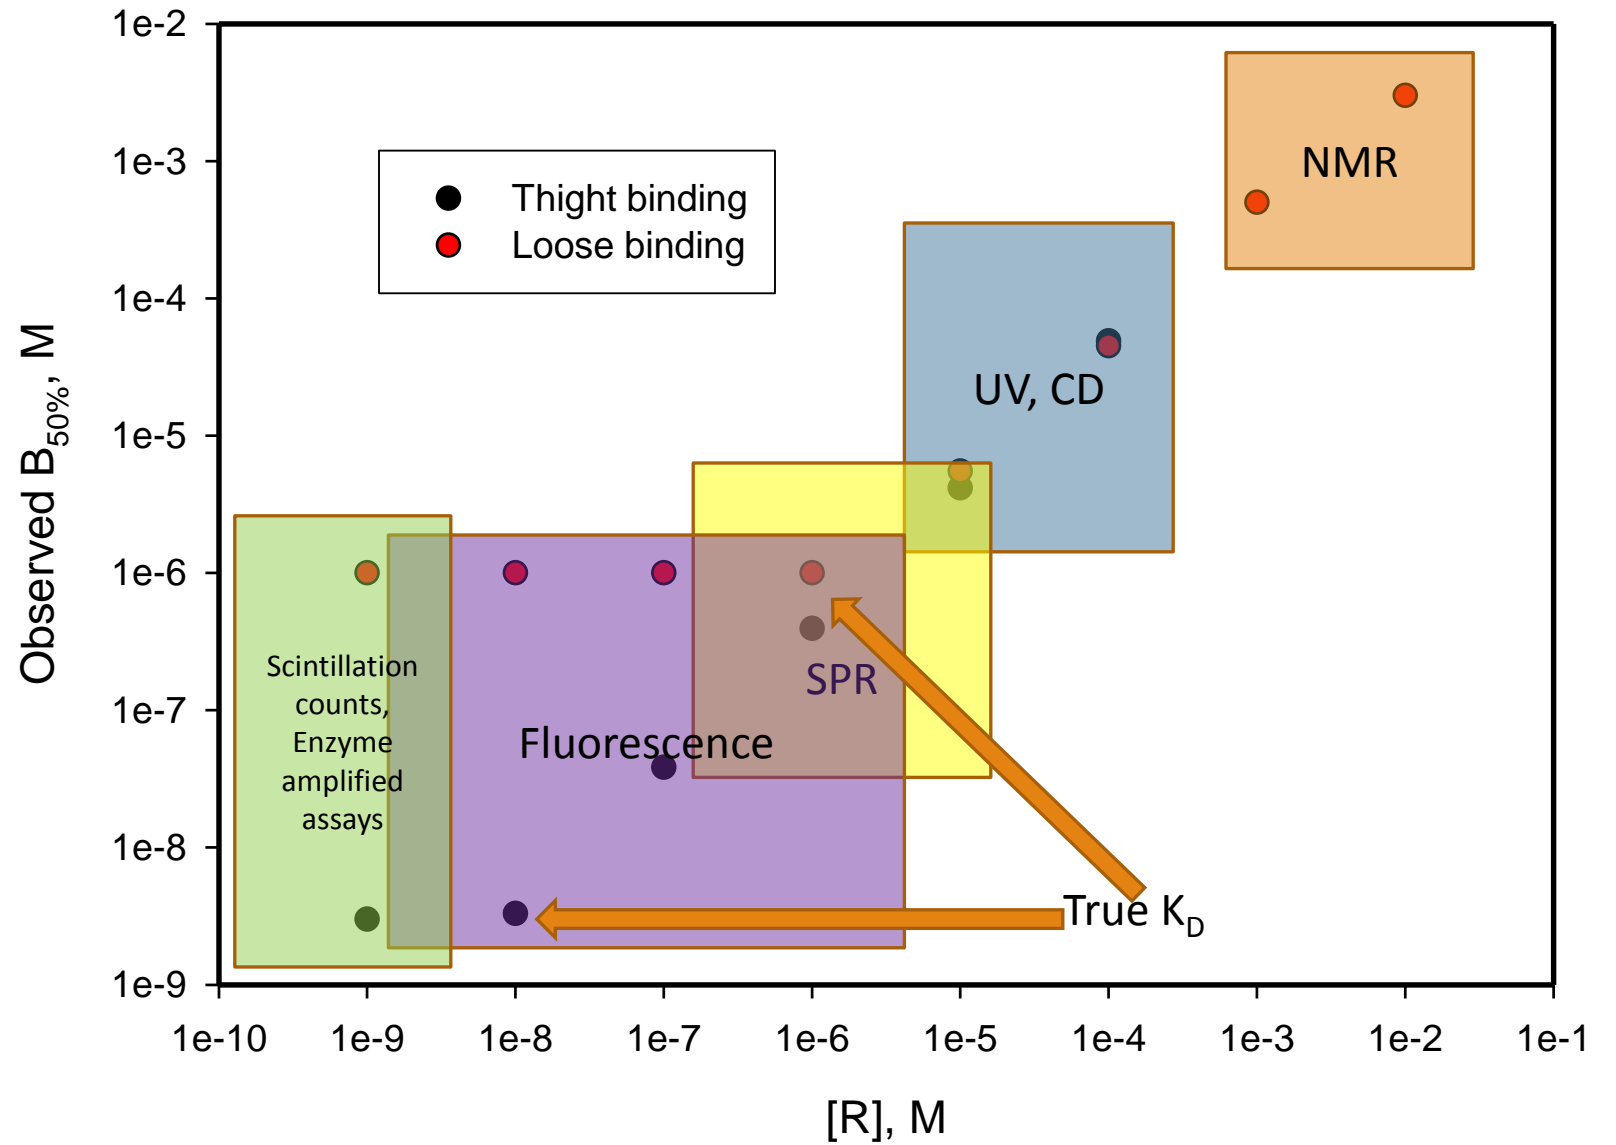 1e-2
1e-3
1e-4
1e-5
1e-6
1e-7
1e-8
1e-9
Observed B50%, M
Thight binding
Loose binding
NMR
UV, CD
SPR
Fluorescence
Scintillation
counts,
Enzyme
amplified
assays
True KD
1e-10 1e-9 1e-8 1e-7 1e-6 1e-5 1e-4 1e-3 1e-2 1e-1
[R], M